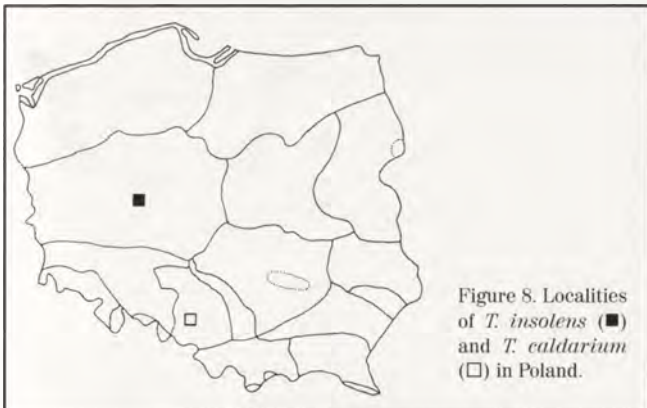 Figure 8. Localities
of T. insolens (■)
and T. caldarium
(□) in Poland.